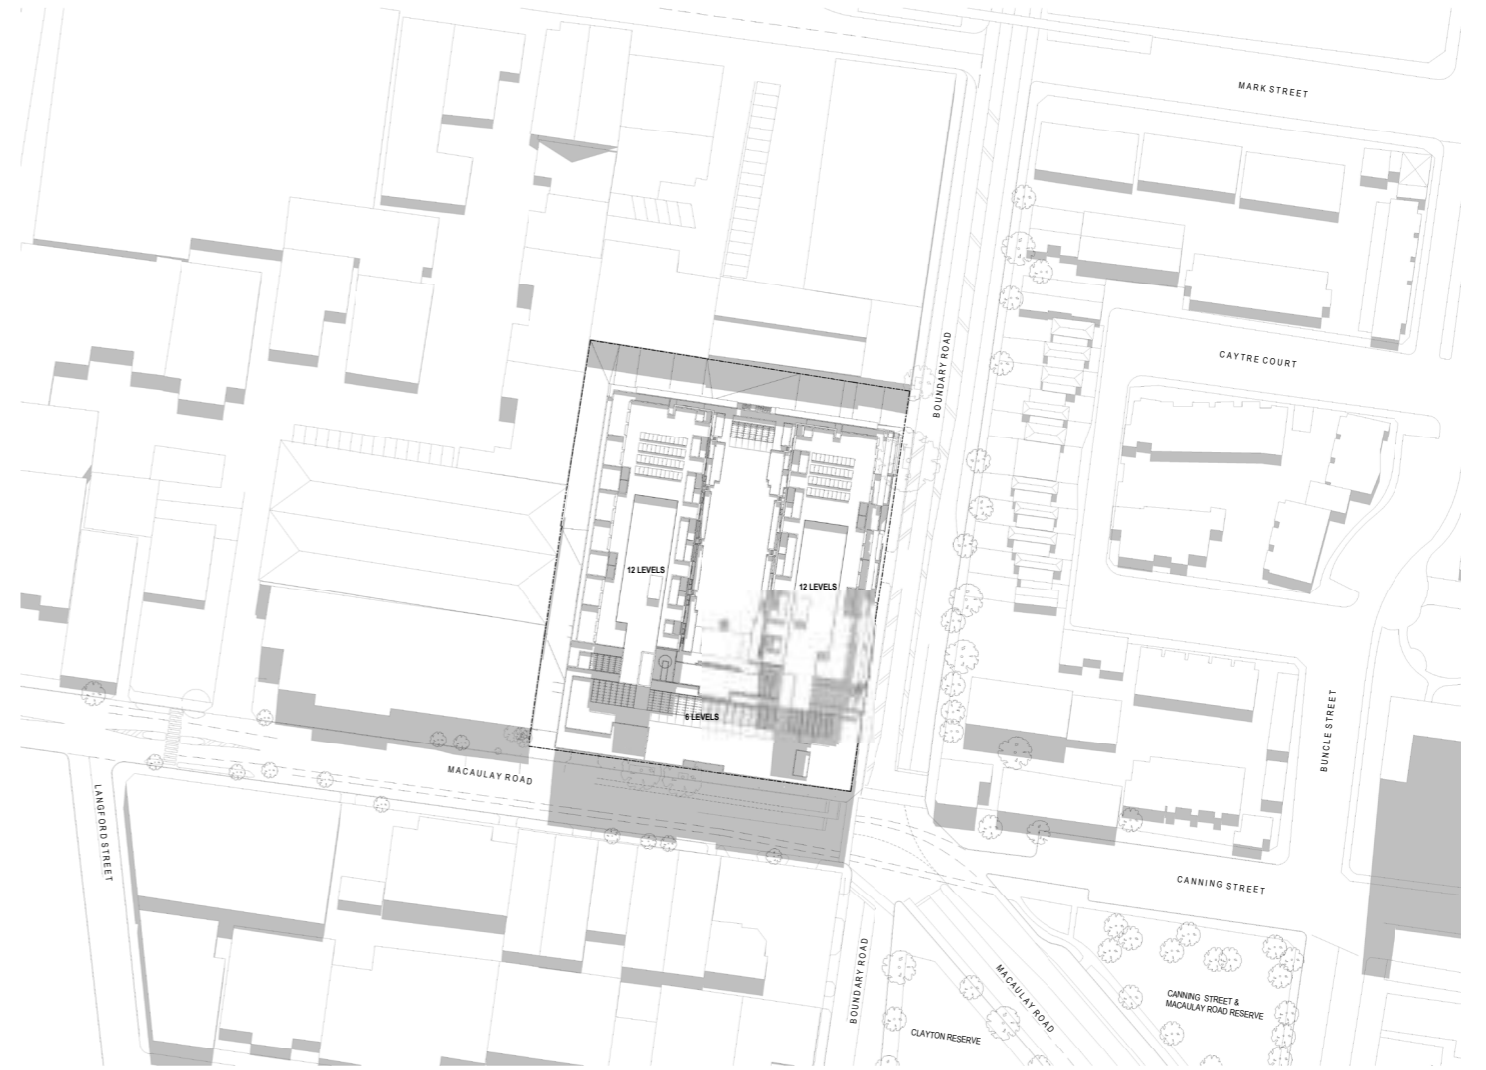 MARK STREET
CAYTRE COURT
BOUNDARY ROAD
12 LEVELS
12 LEVELS
6 LEVELS
BUNCLE STREET
MACAULAY ROAD
LANGFORD STREET
CANNING STREET
BOUNDARY ROAD
MACAULAY ROAD
CANNING STREET &
MACAULAY ROAD RESERVE
CLAYTON RESERVE